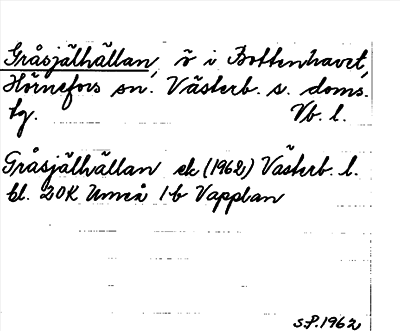 Gråsjälhällan, ö i Bottenhavet,
Hörnefors sn. Västerb. s. doms.
tg. Vb. l.
Gråsjälhällan ek (1962) Västerb. l.
bl. 20K Umeå 1b Vapplan
S.P. 1962